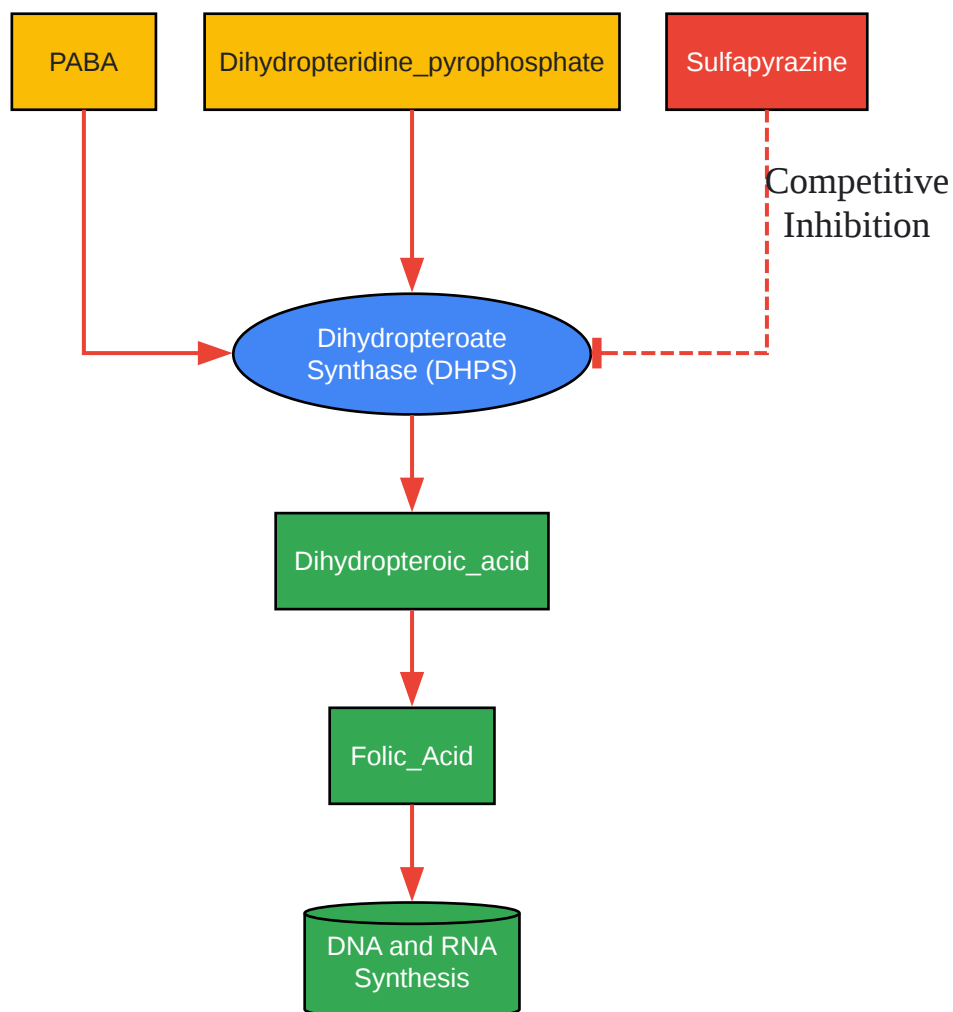 PABA
Dihydropteridine_pyrophosphate
Sulfapyrazine
Competitive
Inhibition
Dihydropteroate
Synthase (DHPS)
Dihydropteroic_acid
Folic_Acid
DNA and RNA
Synthesis